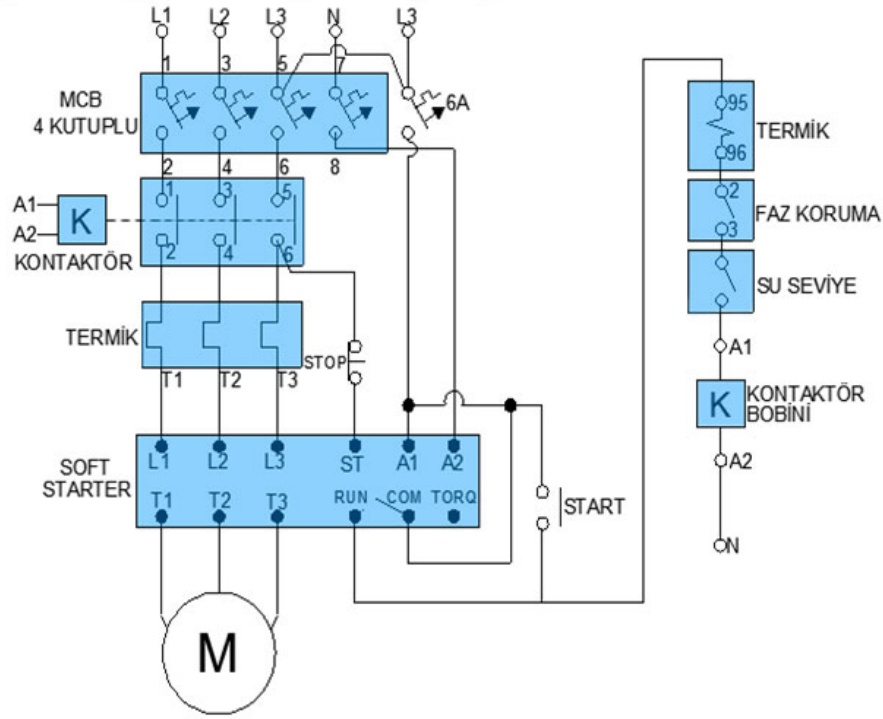 L1 L2 L3 N L3
1 3 5 7
MCB
4 KUTUPLU
6A
2 4 6 8
A1
A2
K
1 3 5
2 4 6
KONTAKTÖR
TERMİK
T1 T2 T3
STOP
SOFT
STARTER
L1 L2 L3 ST A1 A2
T1 T2 T3 RUN COM TORQ
START
M
95
96
TERMİK
2
3
FAZ KORUMA
SU SEVİYE
A1
K
KONTAKTÖR
BOBİNİ
A2
N